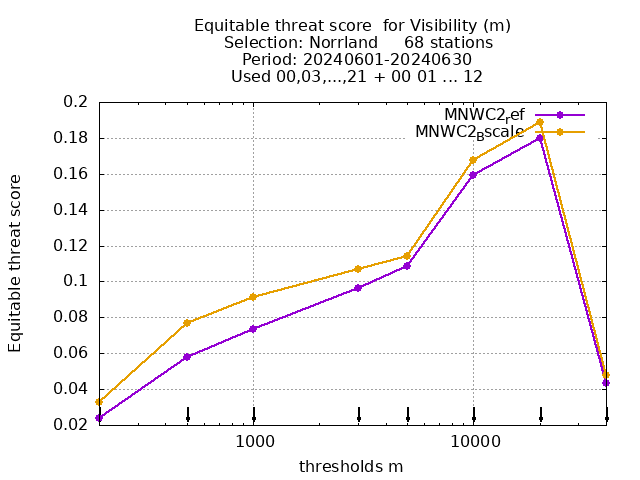 Equitable threat score  for Visibility (m)
Selection: Norrland     68 stations
Period: 20240601-20240630
Used 00,03,...,21 + 00 01 ... 12
MNWC2ref
MNWC2Bscale
0.2
0.18
0.16
0.14
0.12
0.1
0.08
0.06
0.04
0.02
Equitable threat score
1000
10000
thresholds m